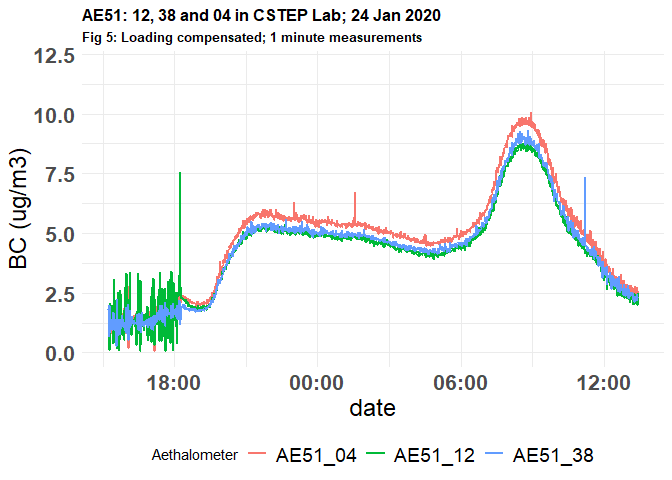 AE51: 12, 38 and 04 in CSTEP Lab; 24 Jan 2020
Fig 5: Loading compensated; 1 minute measurements
12.5
10.0
7.5
5.0
2.5
0.0
BC (ug/m3)
18:00 00:00 06:00 12:00
date
Aethalometer AE51_04 AE51_12 AE51_38